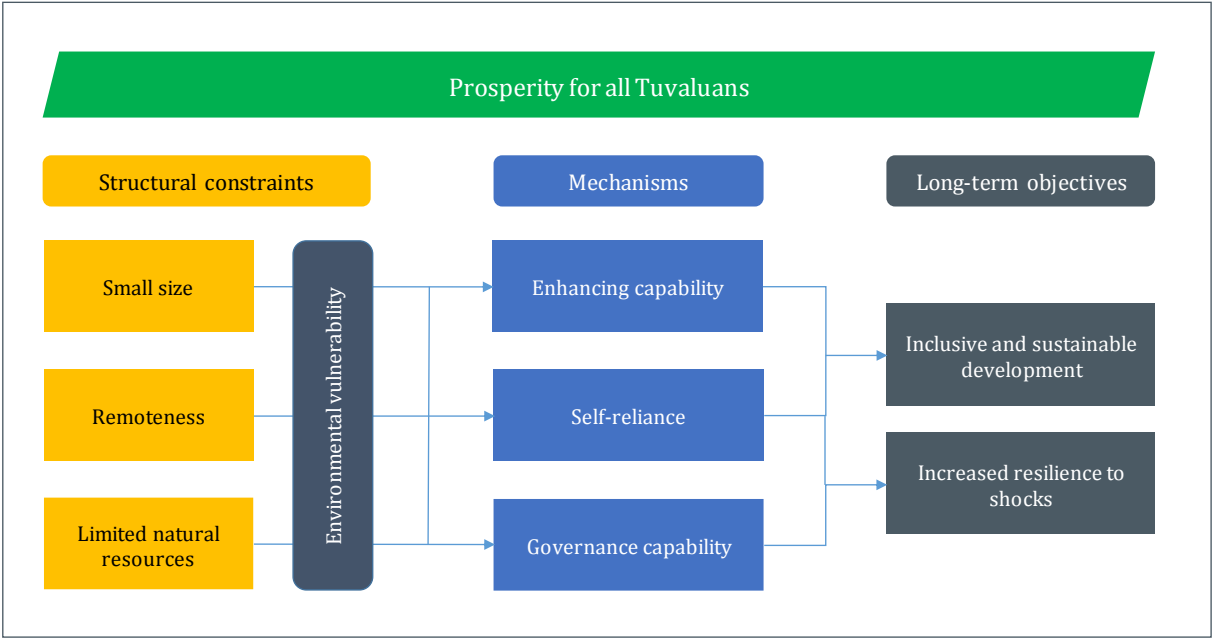 Prosperity for all Tuvaluans
Structural constraints
Mechanisms
Long-term objectives
Small size
Remoteness
Limited natural
resources
Environmental vulnerability
Enhancing capability
Self-reliance
Governance capability
Inclusive and sustainable
development
Increased resilience to
shocks